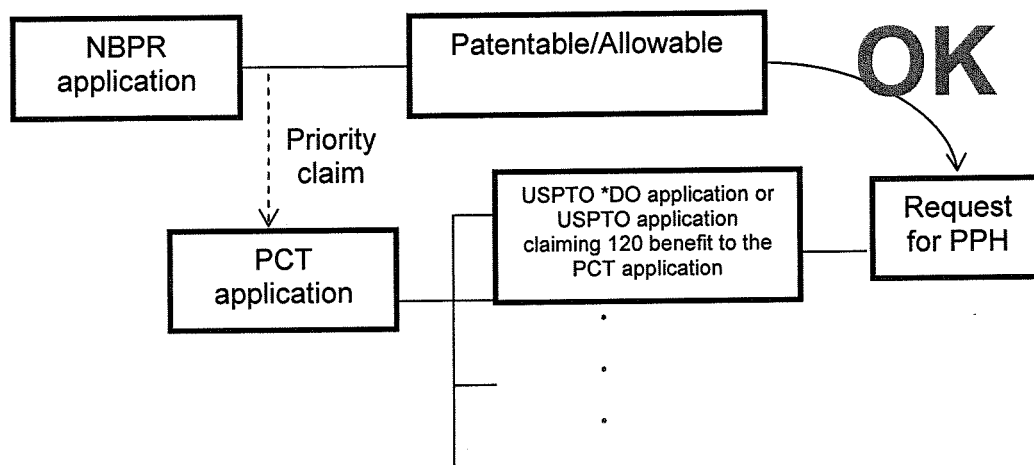 NBPR
application
Patentable/Allowable
OK
Priority
claim
USPTO *DO application or
USPTO application
claiming 120 benefit to the
PCT application
Request
for PPH
PCT
application